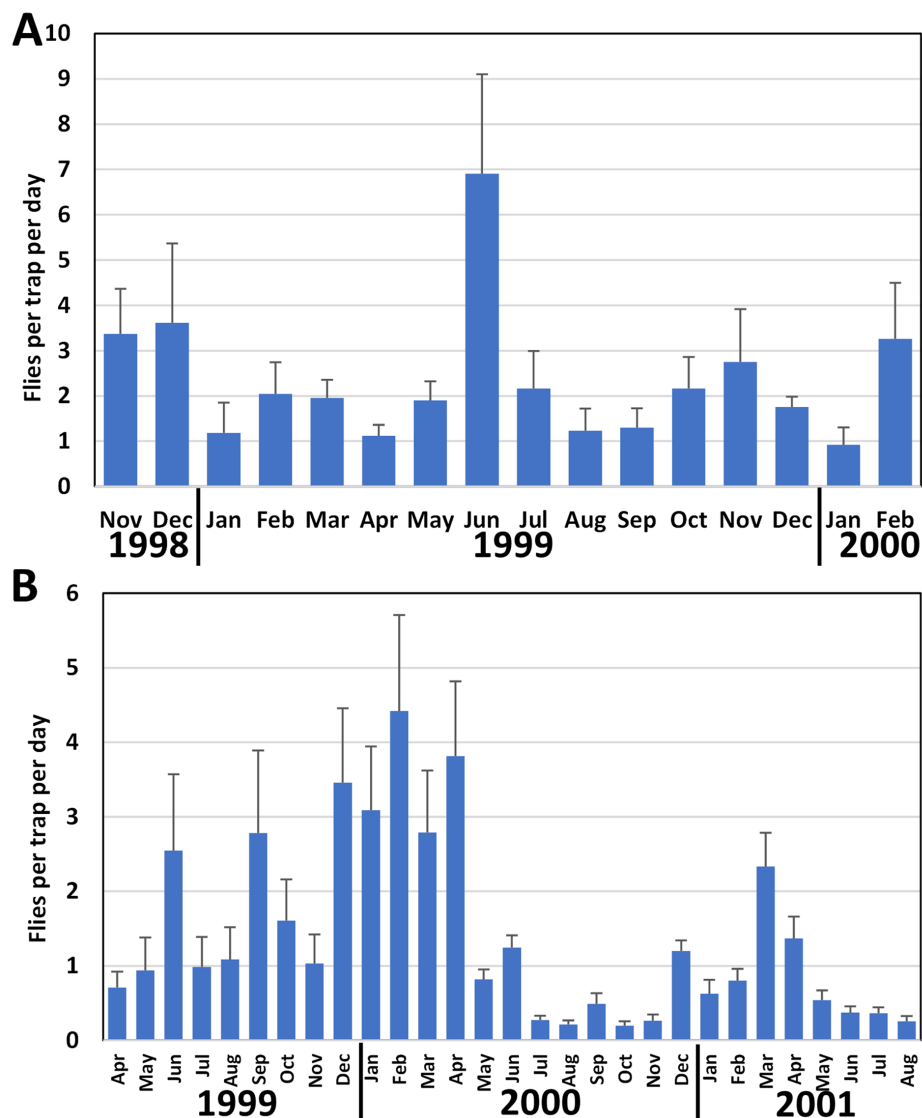 A
10
9
8
7
6
5
4
3
2
1
0
Flies per trap per day
Nov Dec Jan Feb Mar Apr May Jun Jul Aug Sep Oct Nov Dec Jan Feb
1998 1999 2000
B
6
5
4
3
2
1
0
Flies per trap per day
Apr May Jun Jul Aug Sep Oct Nov Dec Jan Feb Mar Apr May Jun Jul Aug Sep Oct Nov Dec Jan Feb Mar Apr May Jun Jul Aug
1999 2000 2001